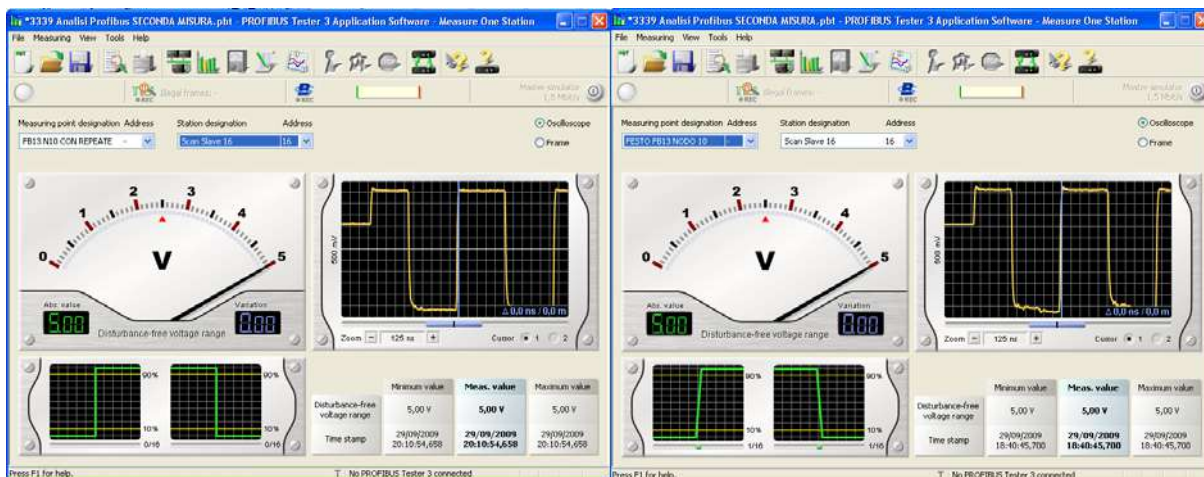 *3339 Analisi Profibus SECONDA MISURA.pbt - PROFIBUS Tester 3 Application Software - Measure One Station
File Measuring View Tools Help
Illegal frames: -
Master simulator
1,5 Mbit/s
Measuring point designation Address Station designation Address
FB13 N10 CON REPEATE - Scan Slave 16 16
Oscilloscope
Frame
0 1 2 3 4 5
V
Abs. value
5.00
Variation
0.00
Disturbance-free voltage range
500 mV
Δ 0,0 ns / 0,0 m
Zoom 125 ns Cursor 1 2
90%
10%
0/16
90%
10%
0/16
Minimum value Meas. value Maximum value
Disturbance-free voltage range 5,00 V 5,00 V 5,00 V
Time stamp 29/09/2009 20:10:54,658 29/09/2009 20:10:54,658 29/09/2009 20:10:54,658
Press F1 for help.
No PROFIBUS Tester 3 connected
*3339 Analisi Profibus SECONDA MISURA.pbt - PROFIBUS Tester 3 Application Software - Measure One Station
File Measuring View Tools Help
Illegal frames: -
Master simulator
1,5 Mbit/s
Measuring point designation Address Station designation Address
FESTO FB13 NODO 10 - Scan Slave 16 16
Oscilloscope
Frame
0 1 2 3 4 5
V
Abs. value
5.00
Variation
0.00
Disturbance-free voltage range
500 mV
Δ 0,0 ns / 0,0 m
Zoom 125 ns Cursor 1 2
90%
10%
1/16
90%
10%
1/16
Minimum value Meas. value Maximum value
Disturbance-free voltage range 5,00 V 5,00 V 5,00 V
Time stamp 29/09/2009 18:40:45,700 29/09/2009 18:40:45,700 29/09/2009 18:40:45,700
Press F1 for help.
No PROFIBUS Tester 3 connected